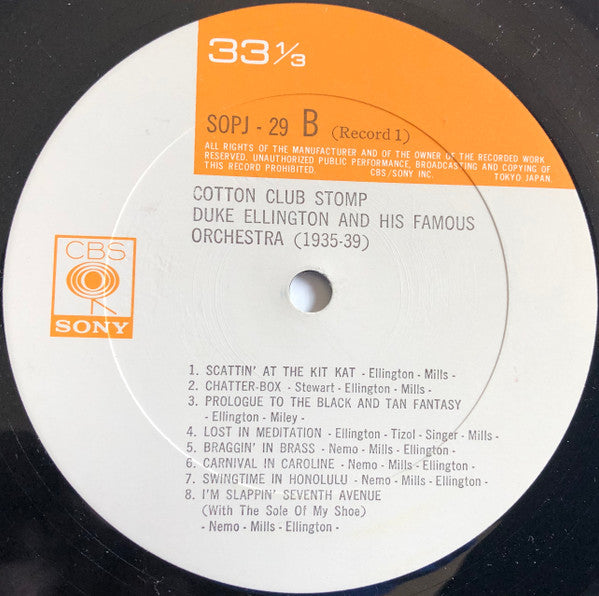 33 1/3
SOPJ - 29 B (Record 1)
ALL RIGHTS OF THE MANUFACTURER AND OF THE OWNER OF THE RECORDED WORK
RESERVED. UNAUTHORIZED PUBLIC PERFORMANCE, BROADCASTING AND COPYING OF
THIS RECORD PROHIBITED. CBS/SONY INC. TOKYO, JAPAN.
COTTON CLUB STOMP
DUKE ELLINGTON AND HIS FAMOUS
ORCHESTRA (1935-39)
CBS
SONY
1. SCATTIN' AT THE KIT KAT - Ellington - Mills -
2. CHATTER-BOX - Stewart - Ellington - Mills -
3. PROLOGUE TO THE BLACK AND TAN FANTASY
- Ellington - Miley -
4. LOST IN MEDITATION - Ellington - Tizol - Singer - Mills -
5. BRAGGIN' IN BRASS - Nemo - Mills - Ellington -
6. CARNIVAL IN CAROLINE - Nemo - Mills - Ellington -
7. SWINGTIME IN HONOLULU - Nemo - Mills - Ellington -
8. I'M SLAPPIN' SEVENTH AVENUE
(With The Sole Of My Shoe)
- Nemo - Mills - Ellington -